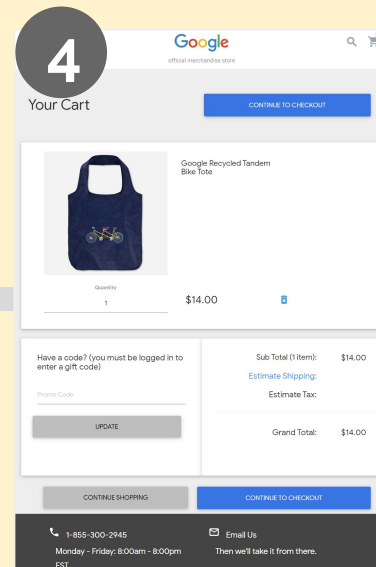 4
Google
official merchandise store
Your Cart
CONTINUE TO CHECKOUT
Google Recycled Tandem
Bike Tote
Quantity
1
$14.00
Have a code? (you must be logged in to
enter a gift code)
Promo Code
UPDATE
Sub Total (1 item): $14.00
Estimate Shipping:
Estimate Tax:
Grand Total: $14.00
CONTINUE SHOPPING
CONTINUE TO CHECKOUT
1-855-300-2945
Monday - Friday: 8:00am - 8:00pm
EST
Email Us
Then we'll take it from there.